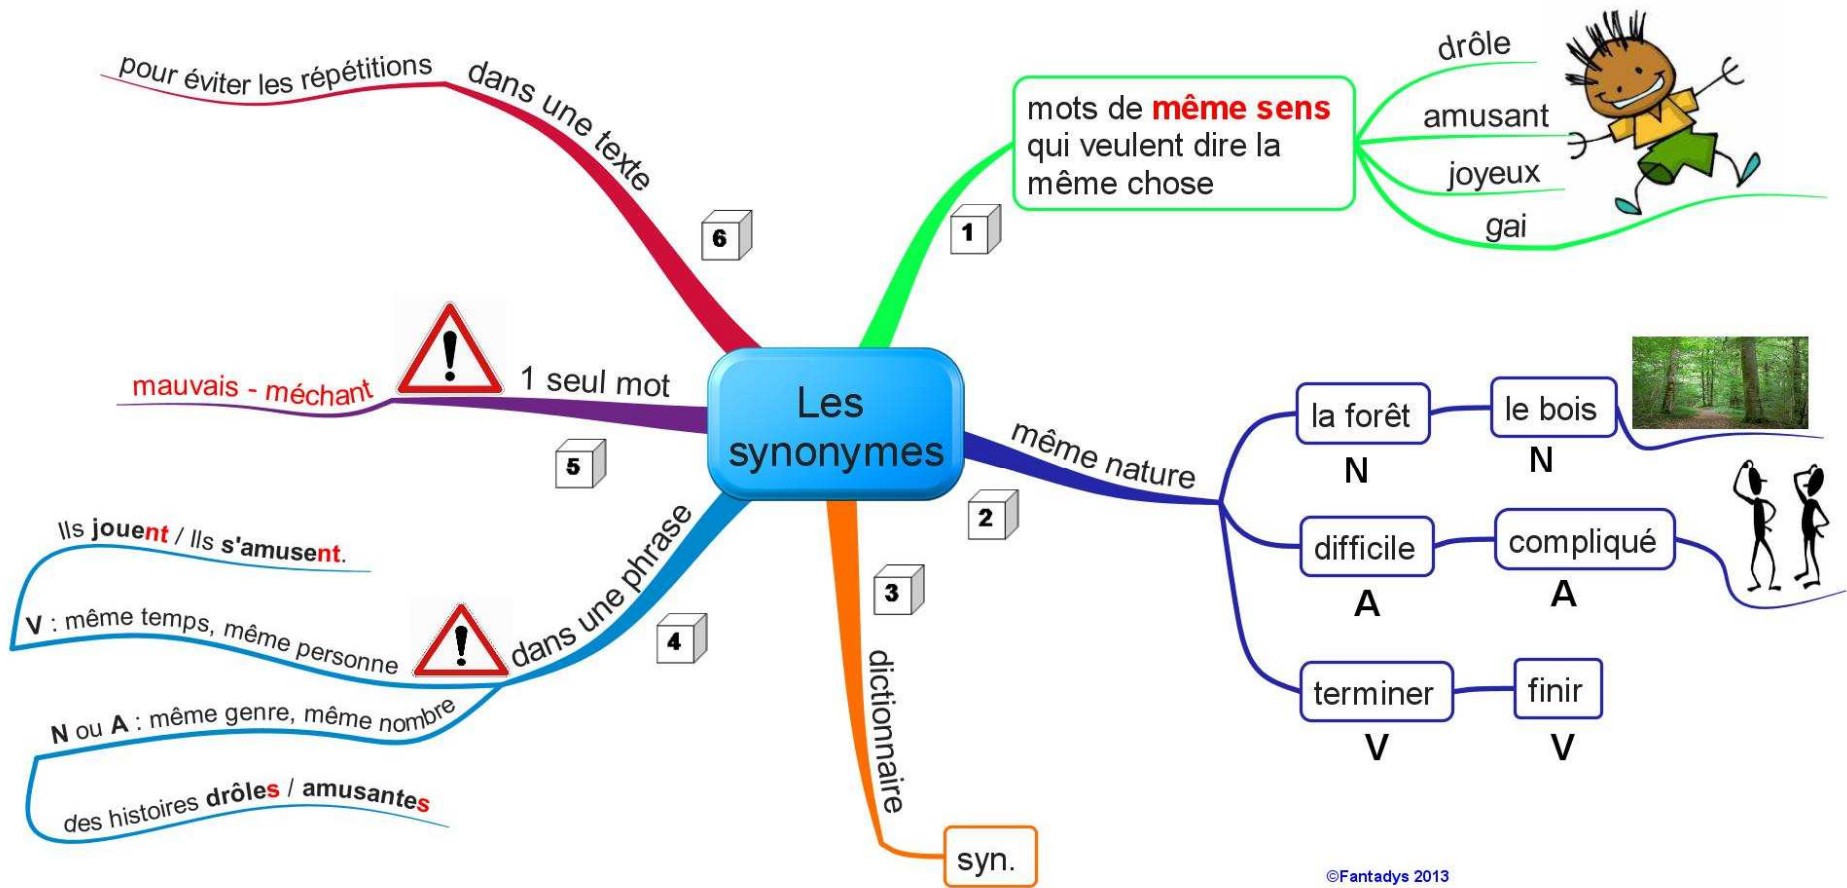 Les
synonymes
1
mots de même sens
qui veulent dire la
même chose
drôle
amusant
joyeux
gai
2
même nature
la forêt
N
le bois
N
difficile
A
compliqué
A
terminer
V
finir
V
3
dictionnaire
syn.
4
dans une phrase
V : même temps, même personne
Ils jouent / Ils s'amusent.
N ou A : même genre, même nombre
des histoires drôles / amusantes
5
1 seul mot
mauvais - méchant
6
dans une texte
pour éviter les répétitions
©Fantadys 2013